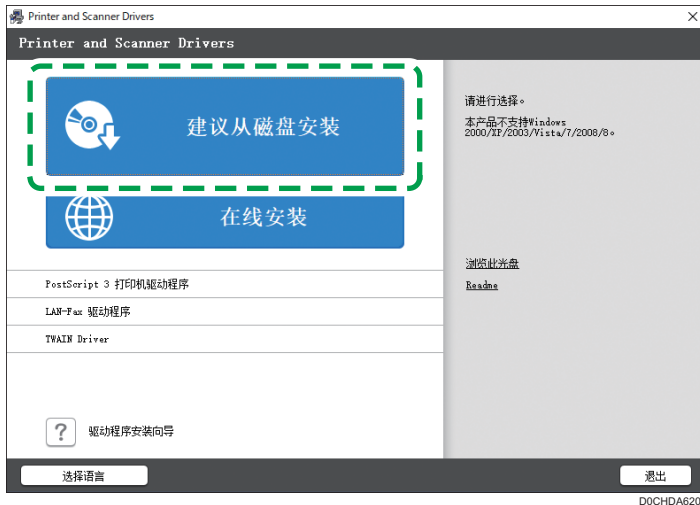 Printer and Scanner Drivers
Printer and Scanner Drivers
建议从磁盘安装
在线安装
PostScript 3 打印机驱动程序
LAN-Fax 驱动程序
TWAIN Driver
? 驱动程序安装向导
请进行选择。
本产品不支持Windows
2000/XP/2003/Vista/7/2008/8。
浏览此光盘
Readme
选择语言
退出
D0CHDA620